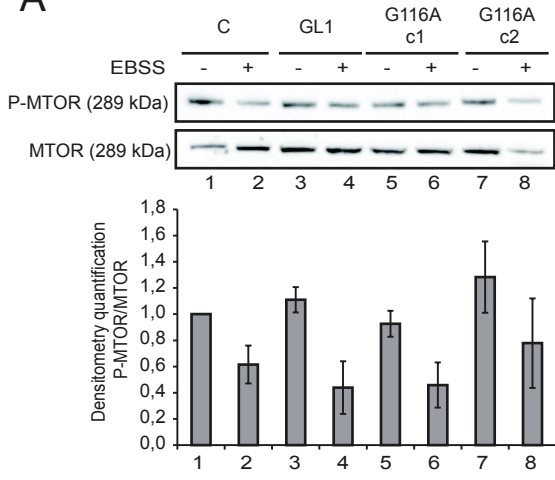 A
C GL1 G116A c1 G116A c2
EBSS - + - + - + - +
P-MTOR (289 kDa)
MTOR (289 kDa)
1 2 3 4 5 6 7 8
Densitometry quantification
P-MTOR/MTOR
1,8
1,6
1,4
1,2
1,0
0,8
0,6
0,4
0,2
0,0
1 2 3 4 5 6 7 8